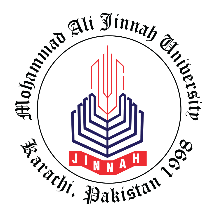 Mohammad Ali Jinnah University
JINNAH
Karachi, Pakistan 1998